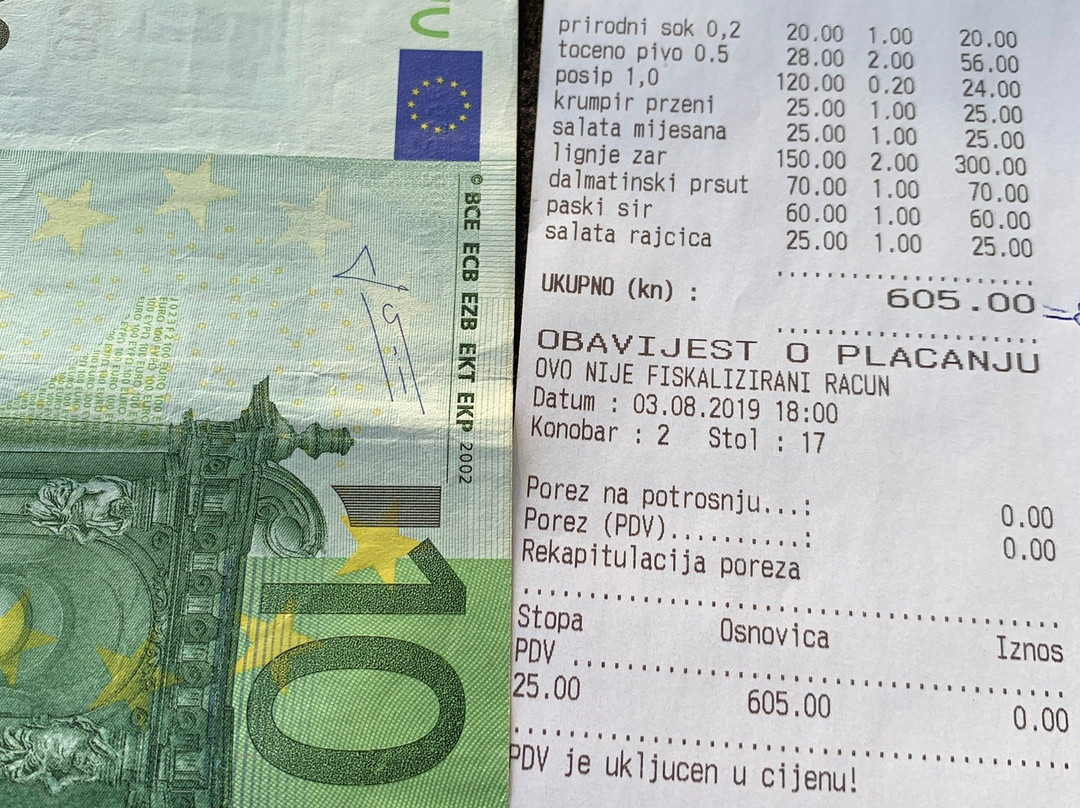 BCE ECB EZB EKT EKP 2002
10
prirodni sok 0,2 20.00 1.00 20.00
toceno pivo 0.5 28.00 2.00 56.00
posip 1,0 120.00 0.20 24.00
krumpir przeni 25.00 1.00 25.00
salata mijesana 25.00 1.00 25.00
lignje zar 150.00 2.00 300.00
dalmatinski prsut 70.00 1.00 70.00
paski sir 60.00 1.00 60.00
salata rajcica 25.00 1.00 25.00
UKUPNO (kn) : 605.00
OBAVIJEST O PLACANJU
OVO NIJE FISKALIZIRANI RACUN
Datum : 03.08.2019 18:00
Konobar : 2 Stol : 17
Porez na potrosnju...: 0.00
Porez (PDV)..........: 0.00
Rekapitulacija poreza
Stopa Osnovica Iznos
PDV
25.00 605.00 0.00
PDV je ukljucen u cijenu!